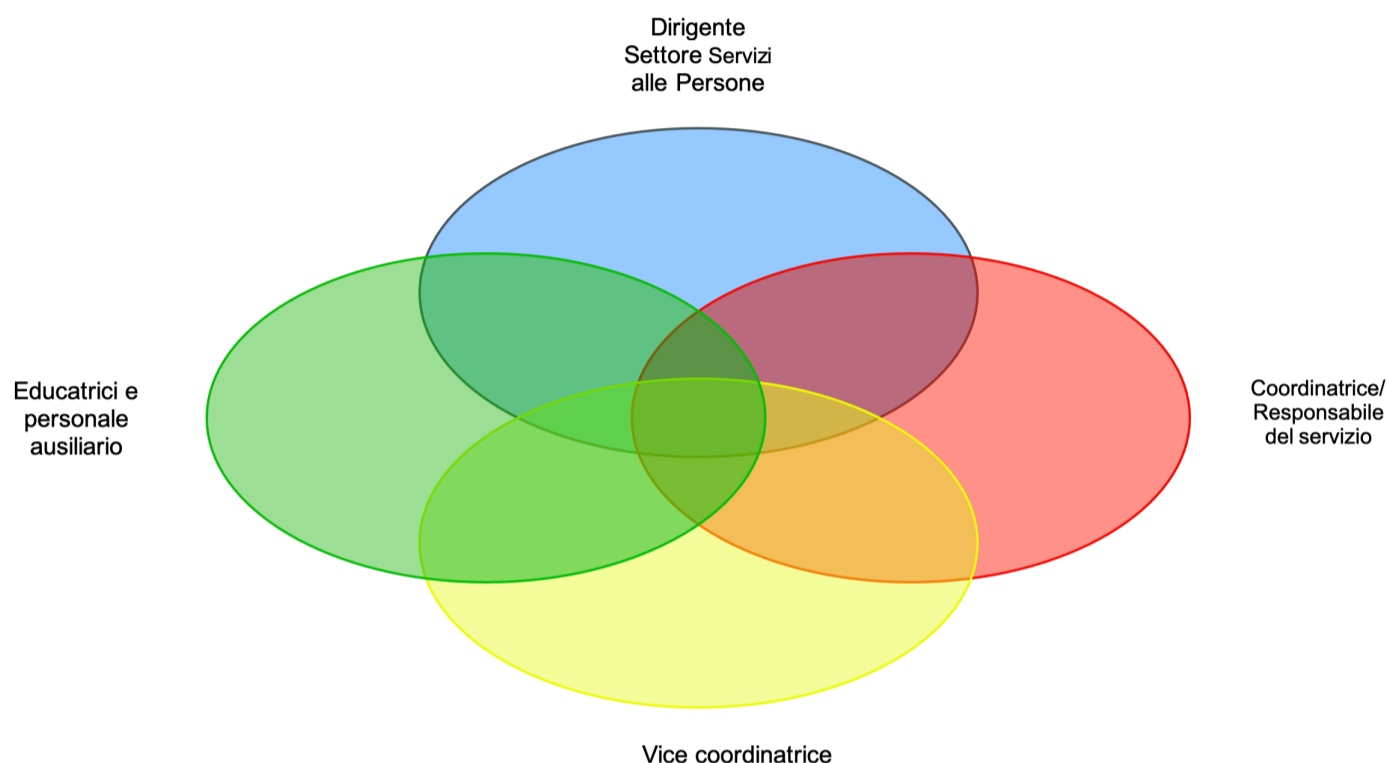 Dirigente
Settore Servizi
alle Persone
Educatrici e
personale
ausiliario
Coordinatrice/
Responsabile
del servizio
Vice coordinatrice